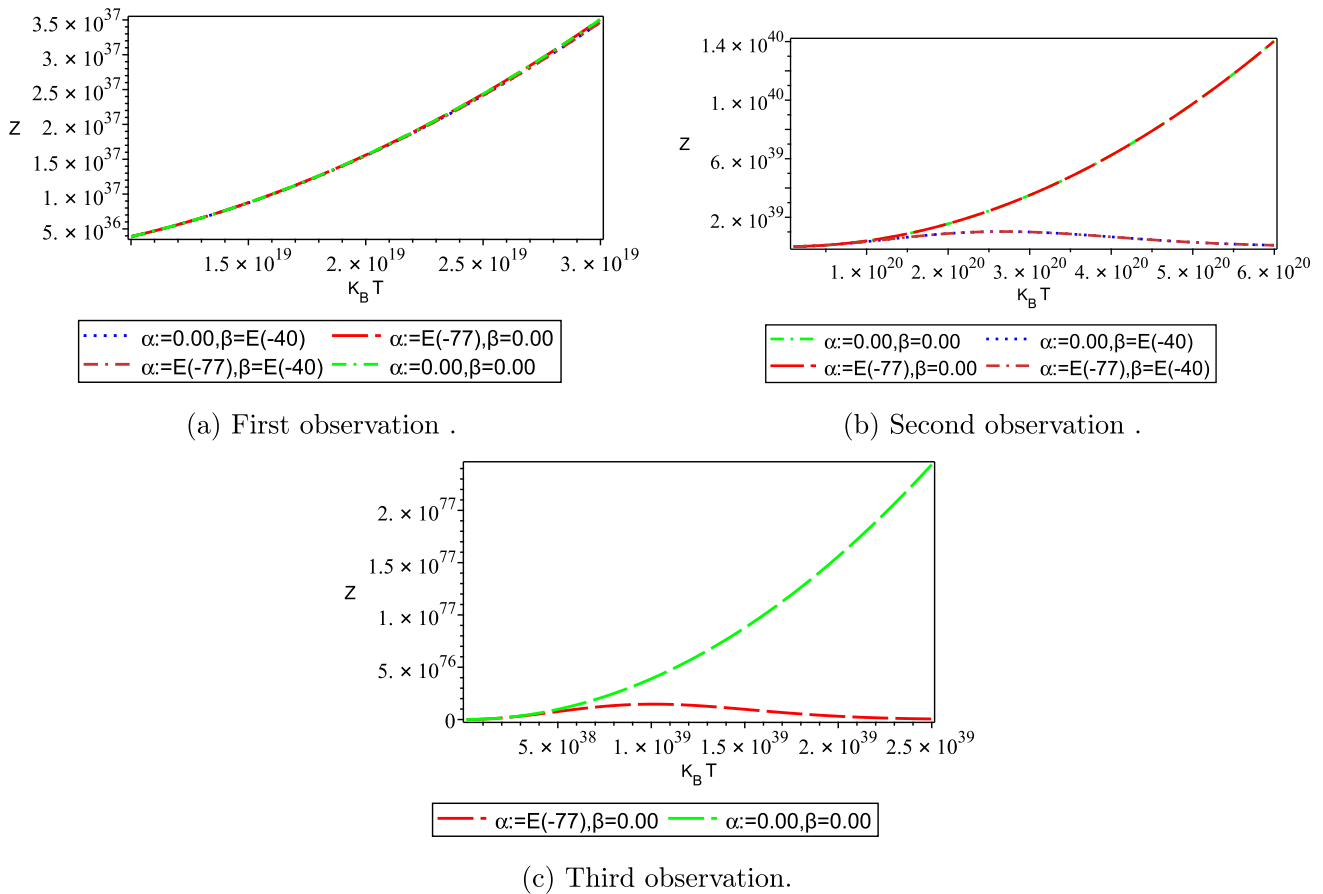 3.5 × 10^37
3. × 10^37
2.5 × 10^37
2. × 10^37
1.5 × 10^37
1. × 10^37
5. × 10^36
Z
1.5 × 10^19 2. × 10^19 2.5 × 10^19 3. × 10^19
K_B T
α:=0.00,β=E(-40) α:=E(-77),β=0.00
α:=E(-77),β=E(-40) α:=0.00,β=0.00
(a) First observation .
1.4 × 10^40
1. × 10^40
6. × 10^39
2. × 10^39
Z
1. × 10^20 2. × 10^20 3. × 10^20 4. × 10^20 5. × 10^20 6. × 10^20
K_B T
α:=0.00,β=0.00 α:=0.00,β=E(-40)
α:=E(-77),β=0.00 α:=E(-77),β=E(-40)
(b) Second observation .
2. × 10^77
1.5 × 10^77
1. × 10^77
5. × 10^76
0
Z
5. × 10^38 1. × 10^39 1.5 × 10^39 2. × 10^39 2.5 × 10^39
K_B T
α:=E(-77),β=0.00 α:=0.00,β=0.00
(c) Third observation.